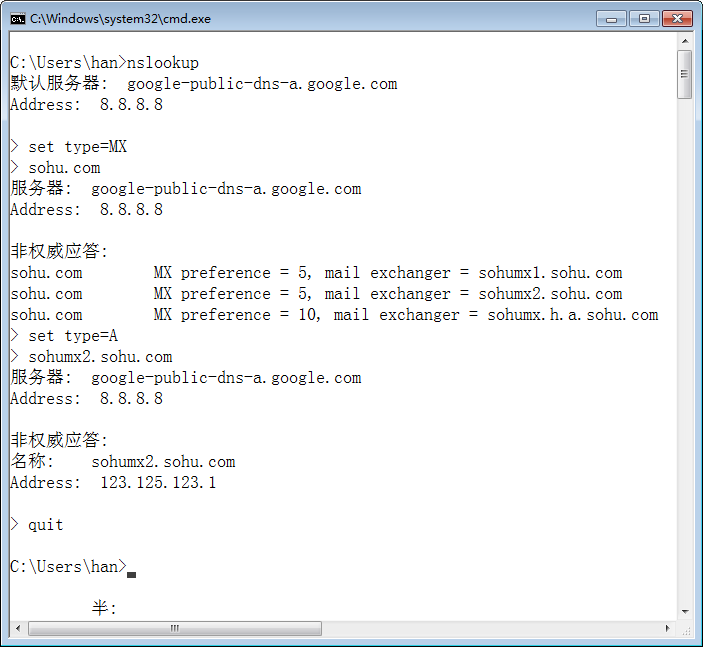 C:\Windows\system32\cmd.exe
C:\Users\han>nslookup
默认服务器:  google-public-dns-a.google.com
Address:  8.8.8.8
> set type=MX
> sohu.com
服务器:  google-public-dns-a.google.com
Address:  8.8.8.8
非权威应答:
sohu.com        MX preference = 5, mail exchanger = sohumx1.sohu.com
sohu.com        MX preference = 5, mail exchanger = sohumx2.sohu.com
sohu.com        MX preference = 10, mail exchanger = sohumx.h.a.sohu.com
> set type=A
> sohumx2.sohu.com
服务器:  google-public-dns-a.google.com
Address:  8.8.8.8
非权威应答:
名称:    sohumx2.sohu.com
Address:  123.125.123.1
> quit
C:\Users\han>
半: